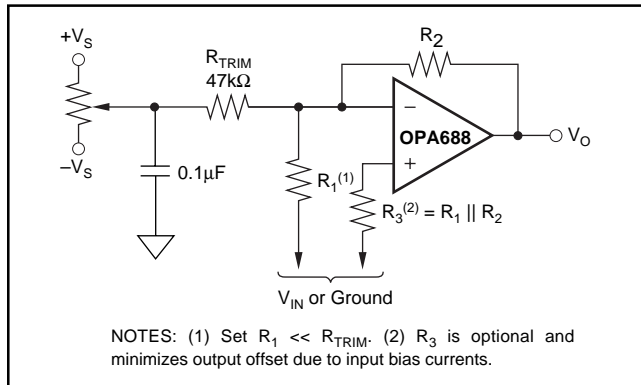 +V_S
R_TRIM
47kΩ
R_2
−
OPA688
+
V_O
−V_S
0.1µF
R_1^(1)
R_3^(2) = R_1 || R_2
V_IN or Ground
NOTES: (1) Set R_1 << R_TRIM. (2) R_3 is optional and
minimizes output offset due to input bias currents.